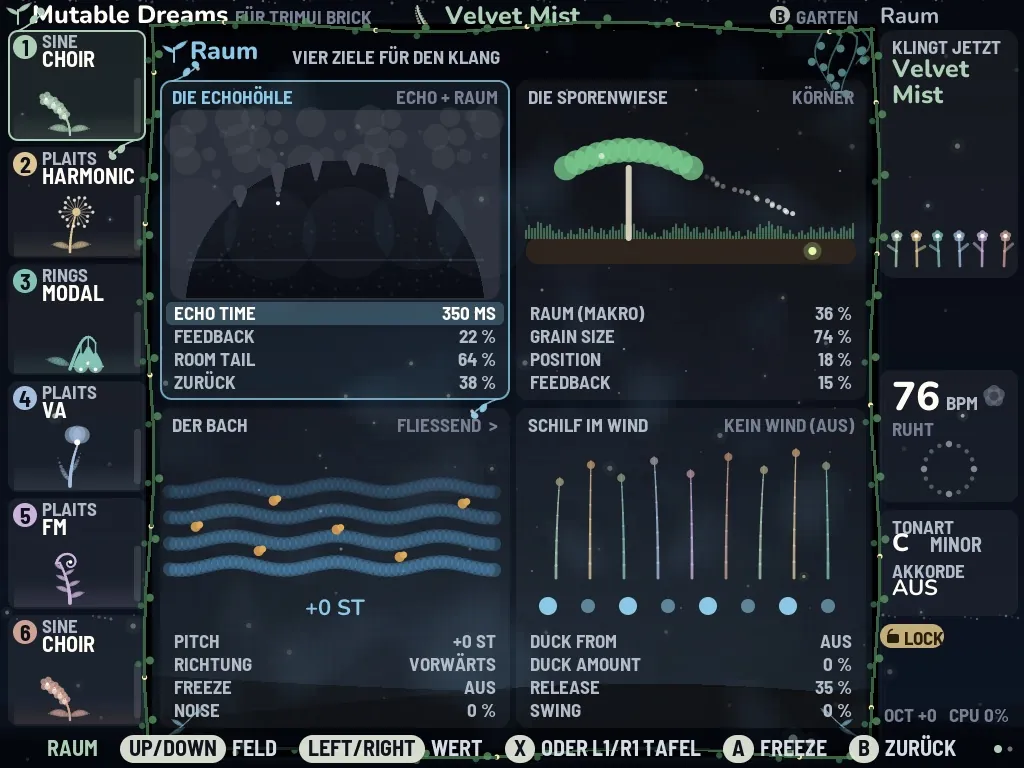 Mutable Dreams FÜR TRIMUI BRICK Velvet Mist B GARTEN Raum
1 SINE
CHOIR
2 PLAITS
HARMONIC
3 RINGS
MODAL
4 PLAITS
VA
5 PLAITS
FM
6 SINE
CHOIR
Raum VIER ZIELE FÜR DEN KLANG
DIE ECHOHÖHLE ECHO + RAUM
ECHO TIME 350 MS
FEEDBACK 22 %
ROOM TAIL 64 %
ZURÜCK 38 %
DIE SPORENWIESE KÖRNER
RAUM (MAKRO) 36 %
GRAIN SIZE 74 %
POSITION 18 %
FEEDBACK 15 %
DER BACH FLIESSEND >
+0 ST
PITCH +0 ST
RICHTUNG VORWÄRTS
FREEZE AUS
NOISE 0 %
SCHILF IM WIND KEIN WIND (AUS)
DUCK FROM AUS
DUCK AMOUNT 0 %
RELEASE 35 %
SWING 0 %
KLINGT JETZT
Velvet
Mist
76 BPM
RUHT
TONART
C MINOR
AKKORDE
AUS
LOCK
OCT +0 CPU 0%
RAUM UP/DOWN FELD LEFT/RIGHT WERT X ODER L1/R1 TAFEL A FREEZE B ZURÜCK